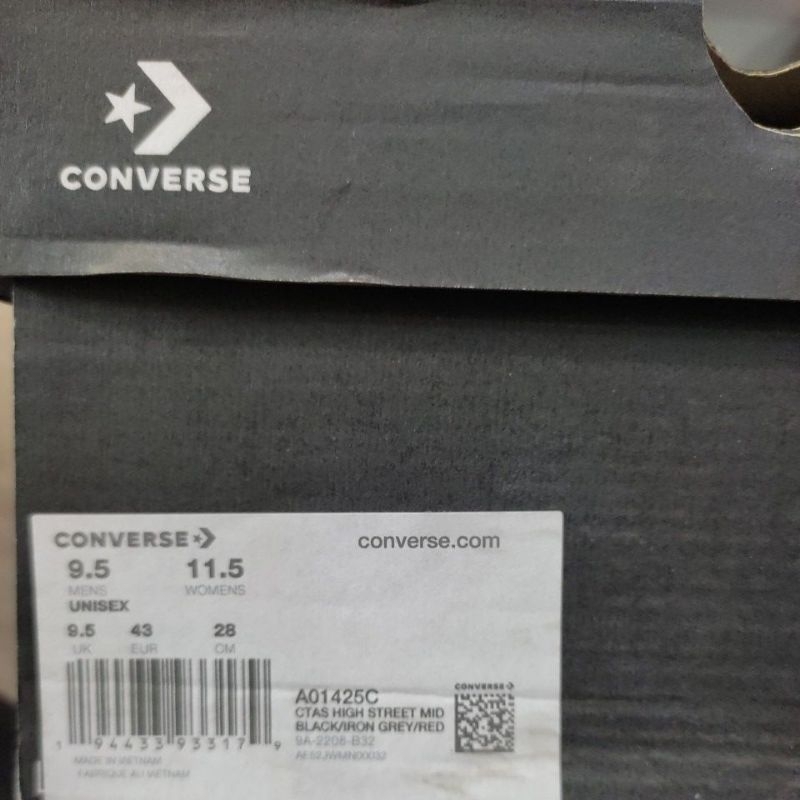 CONVERSE
CONVERSE
converse.com
9.5 11.5
MENS WOMENS
UNISEX
9.5 43 28
UK EUR CM
A01425C
CTAS HIGH STREET MID
BLACK/IRON GREY/RED
9A-2208-B32
AE52JWMN00032
CONVERSE
1 94433 93317 9
MADE IN VIETNAM
FABRIQUE AU VIETNAM